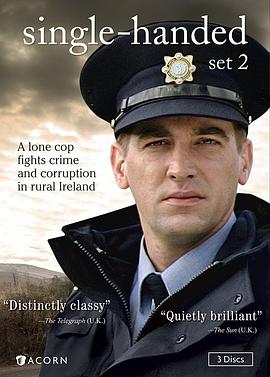 single-handed
set 2
A lone cop
fights crime
and corruption
in rural Ireland
“Distinctly classy”
—The Telegraph (U.K.)
“Quietly brilliant”
—The Sun (U.K.)
ACORN
3 Discs